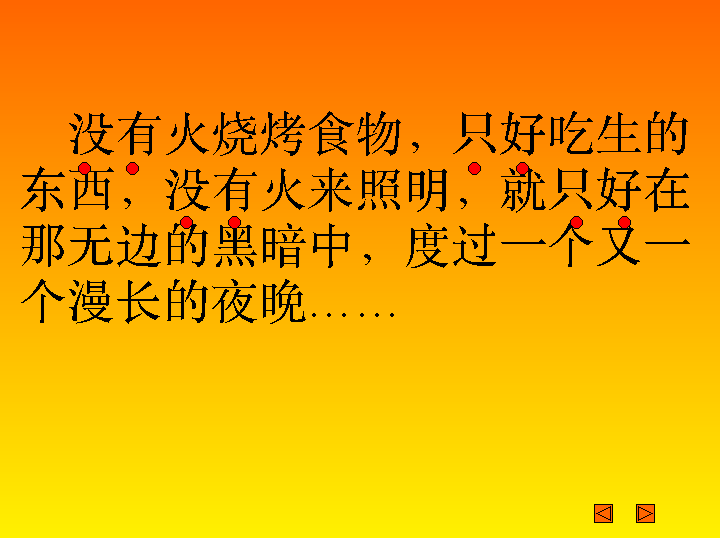 没有火烧烤食物，只好吃生的
东西，没有火来照明，就只好在
那无边的黑暗中，度过一个又一
个漫长的夜晚……